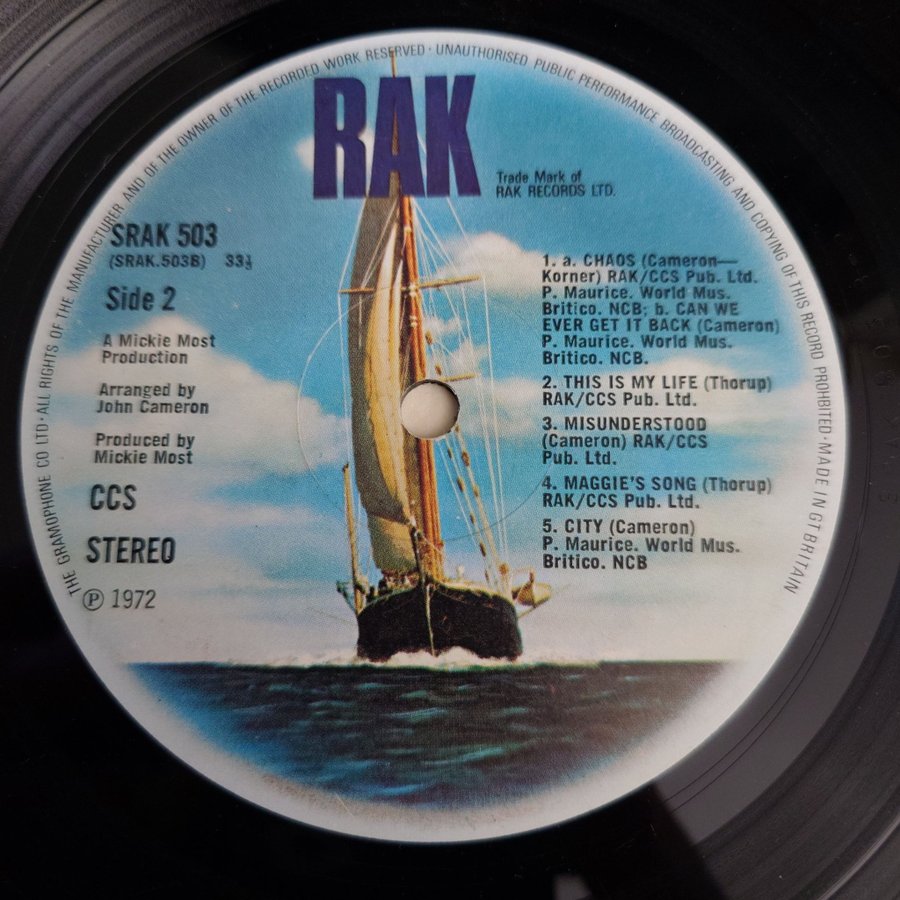 THE GRAMOPHONE CO LTD · ALL RIGHTS OF THE MANUFACTURER AND OF THE OWNER OF THE RECORDED WORK RESERVED · UNAUTHORISED PUBLIC PERFORMANCE BROADCASTING AND COPYING OF THIS RECORD PROHIBITED · MADE IN GT BRITAIN
RAK
Trade Mark of
RAK RECORDS LTD.
SRAK 503
(SRAK.503B) 33⅓
Side 2
A Mickie Most
Production
Arranged by
John Cameron
Produced by
Mickie Most
CCS
STEREO
Ⓟ 1972
1. a. CHAOS (Cameron—
Korner) RAK/CCS Pub. Ltd.
P. Maurice. World Mus.
Britico. NCB; b. CAN WE
EVER GET IT BACK (Cameron)
P. Maurice. World Mus.
Britico. NCB.
2. THIS IS MY LIFE (Thorup)
RAK/CCS Pub. Ltd.
3. MISUNDERSTOOD
(Cameron) RAK/CCS
Pub. Ltd.
4. MAGGIE'S SONG (Thorup)
RAK/CCS Pub. Ltd.
5. CITY (Cameron)
P. Maurice. World Mus.
Britico. NCB